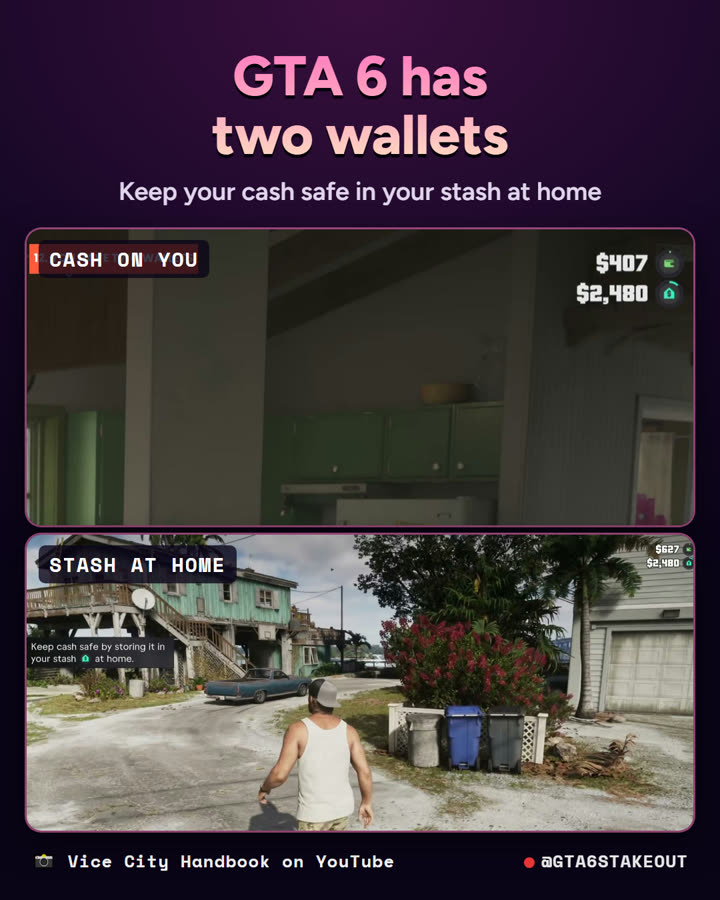 GTA 6 has
two wallets
Keep your cash safe in your stash at home
CASH ON YOU
$407
$2,480
STASH AT HOME
$627
$2,480
Keep cash safe by storing it in
your stash at home.
Vice City Handbook on YouTube
@GTA6STAKEOUT